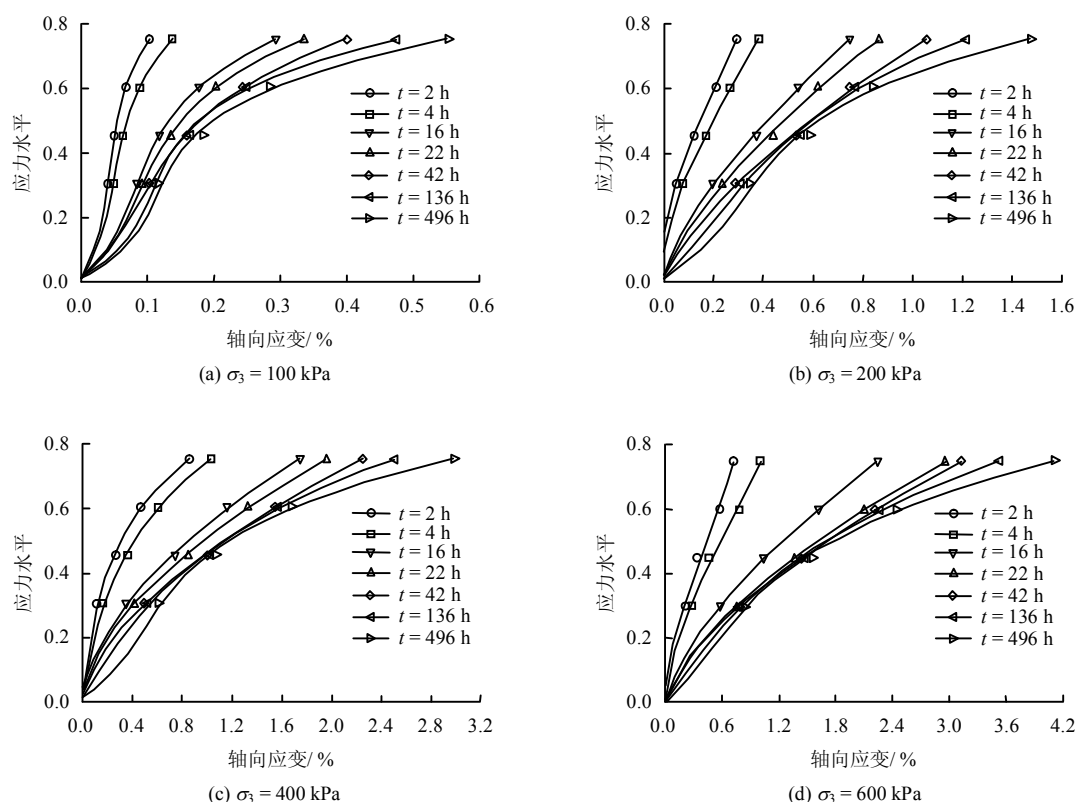 0.8
0.6
0.4
0.2
0.0
应力水平
t = 2 h
t = 4 h
t = 16 h
t = 22 h
t = 42 h
t = 136 h
t = 496 h
0.0 0.1 0.2 0.3 0.4 0.5 0.6
轴向应变/ %
(a) σ3 = 100 kPa
0.8
0.6
0.4
0.2
0.0
应力水平
t = 2 h
t = 4 h
t = 16 h
t = 22 h
t = 42 h
t = 136 h
t = 496 h
0.0 0.2 0.4 0.6 0.8 1.0 1.2 1.4 1.6
轴向应变/ %
(b) σ3 = 200 kPa
0.8
0.6
0.4
0.2
0.0
应力水平
t = 2 h
t = 4 h
t = 16 h
t = 22 h
t = 42 h
t = 136 h
t = 496 h
0.0 0.4 0.8 1.2 1.6 2.0 2.4 2.8 3.2
轴向应变/ %
(c) σ3 = 400 kPa
0.8
0.6
0.4
0.2
0.0
应力水平
t = 2 h
t = 4 h
t = 16 h
t = 22 h
t = 42 h
t = 136 h
t = 496 h
0.0 0.6 1.2 1.8 2.4 3.0 3.6 4.2
轴向应变/ %
(d) σ3 = 600 kPa